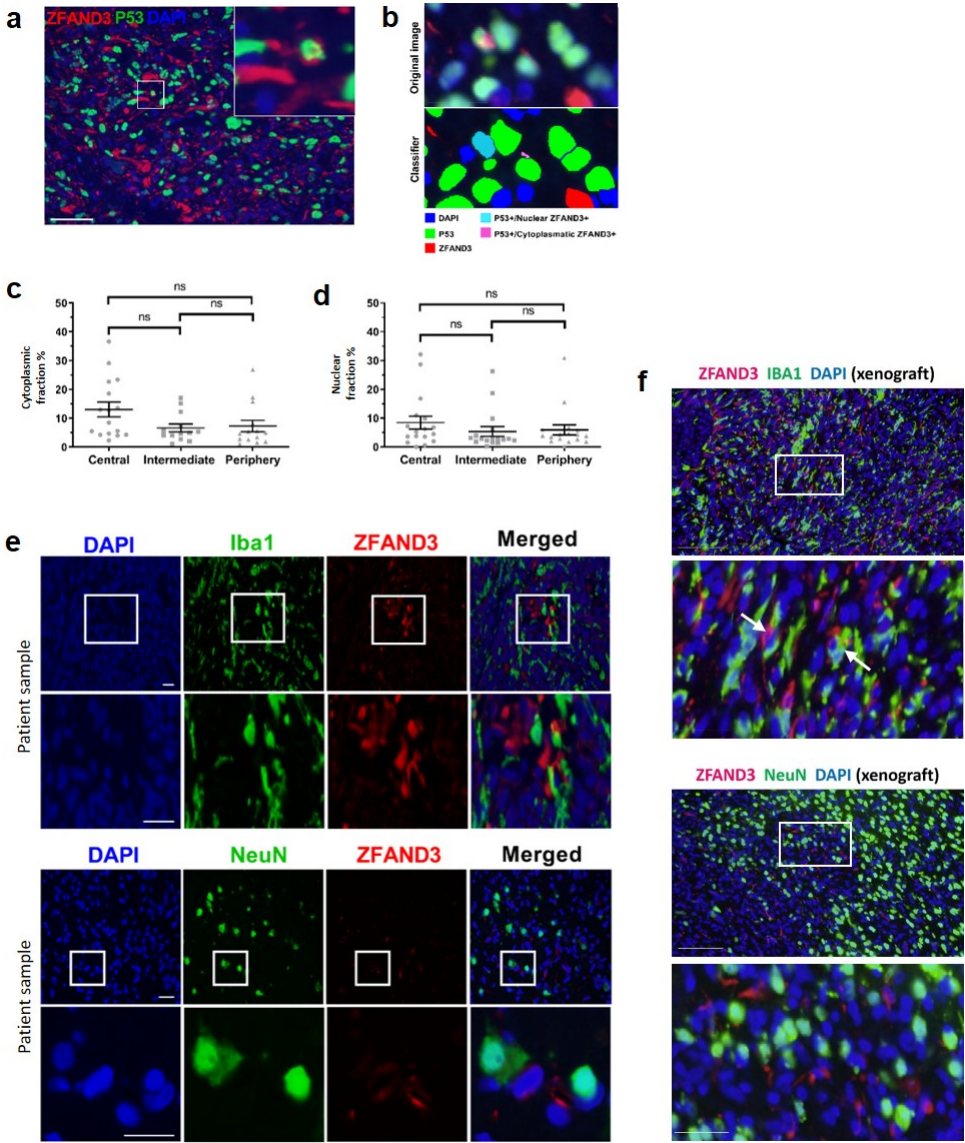 a
ZFAND3 P53 DAPI
b
Original image
Classifier
DAPI
P53
ZFAND3
P53+/Nuclear ZFAND3+
P53+/Cytoplasmatic ZFAND3+
c
Cytoplasmic
fraction %
50
40
30
20
10
0
ns
ns
ns
Central
Intermediate
Periphery
d
Nuclear
fraction %
50
40
30
20
10
0
ns
ns
ns
Central
Intermediate
Periphery
e
Patient sample
DAPI
Iba1
ZFAND3
Merged
Patient sample
DAPI
NeuN
ZFAND3
Merged
f
ZFAND3 IBA1 DAPI (xenograft)
ZFAND3 NeuN DAPI (xenograft)